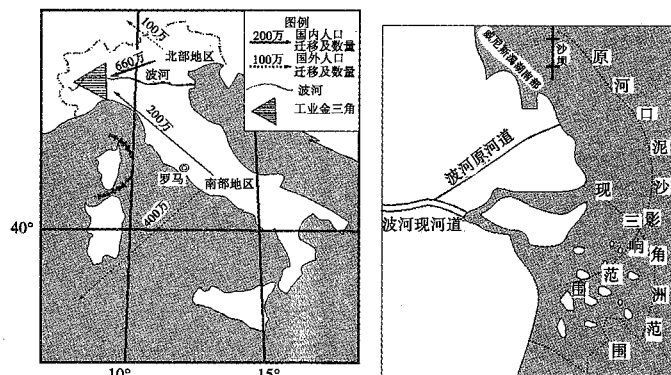 图例
200万 国内人口
迁移及数量
100万 国外人口
迁移及数量
波河
工业金三角
100万
北部地区
660万
波河
200万
罗马
南部地区
400万
40°
10°
15°
威尼斯潟湖南部
沙坝
原河口泥沙影响范围
波河原河道
波河现河道
现三角洲范围